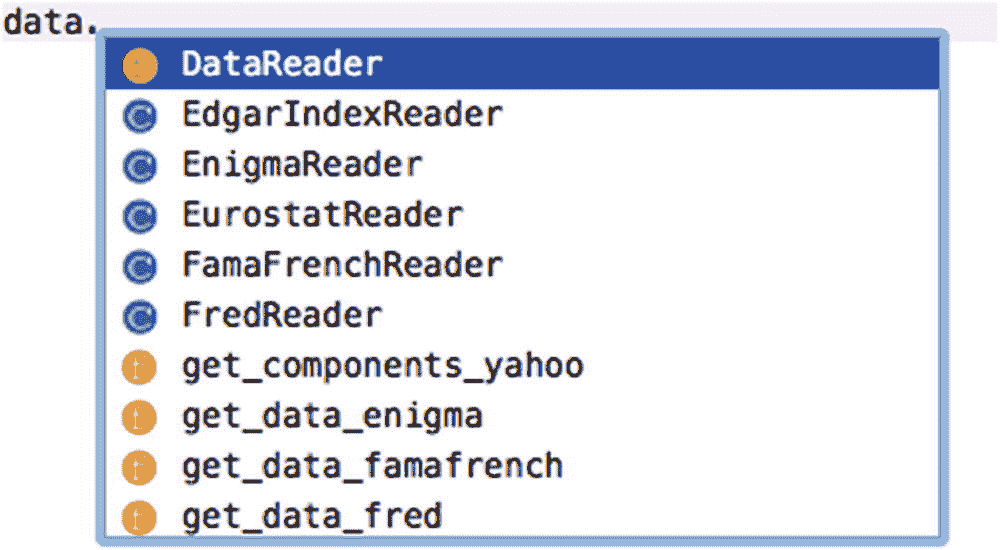 data.
DataReader
EdgarIndexReader
EnigmaReader
EurostatReader
FamaFrenchReader
FredReader
get_components_yahoo
get_data_enigma
get_data_famafrench
get_data_fred